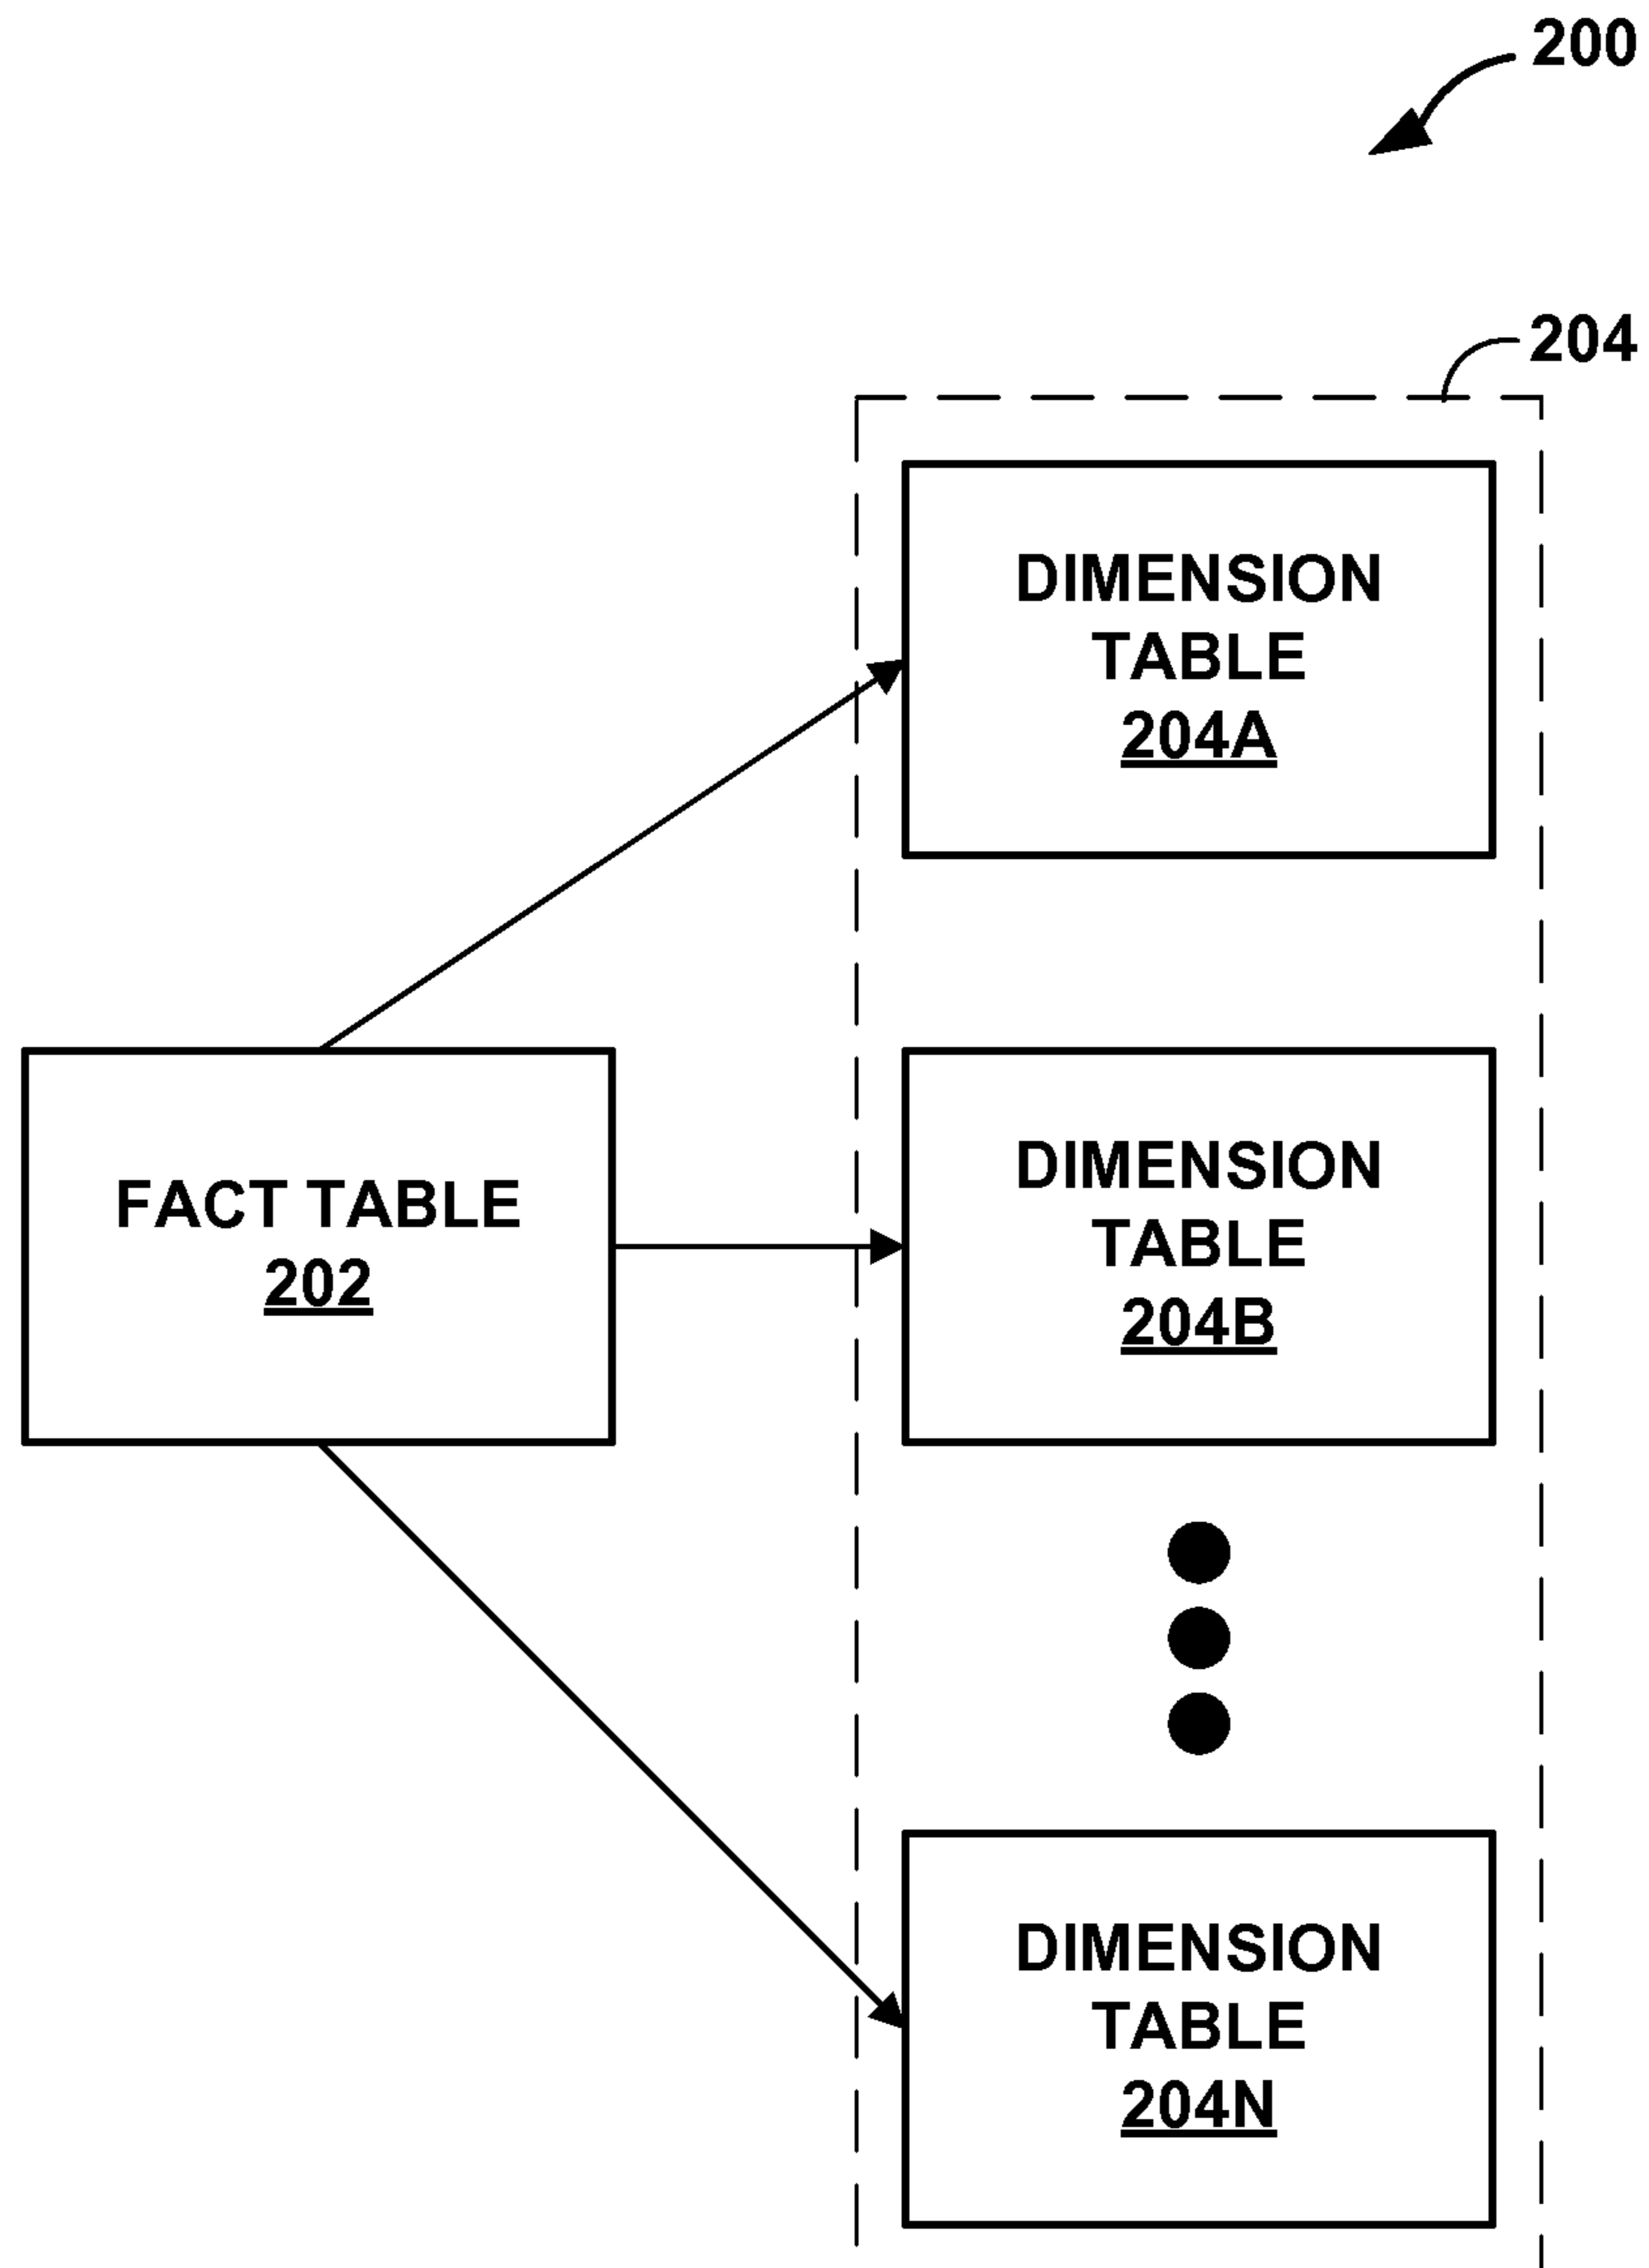 200
204
DIMENSION
TABLE
204A
FACT TABLE
202
DIMENSION
TABLE
204B
DIMENSION
TABLE
204N